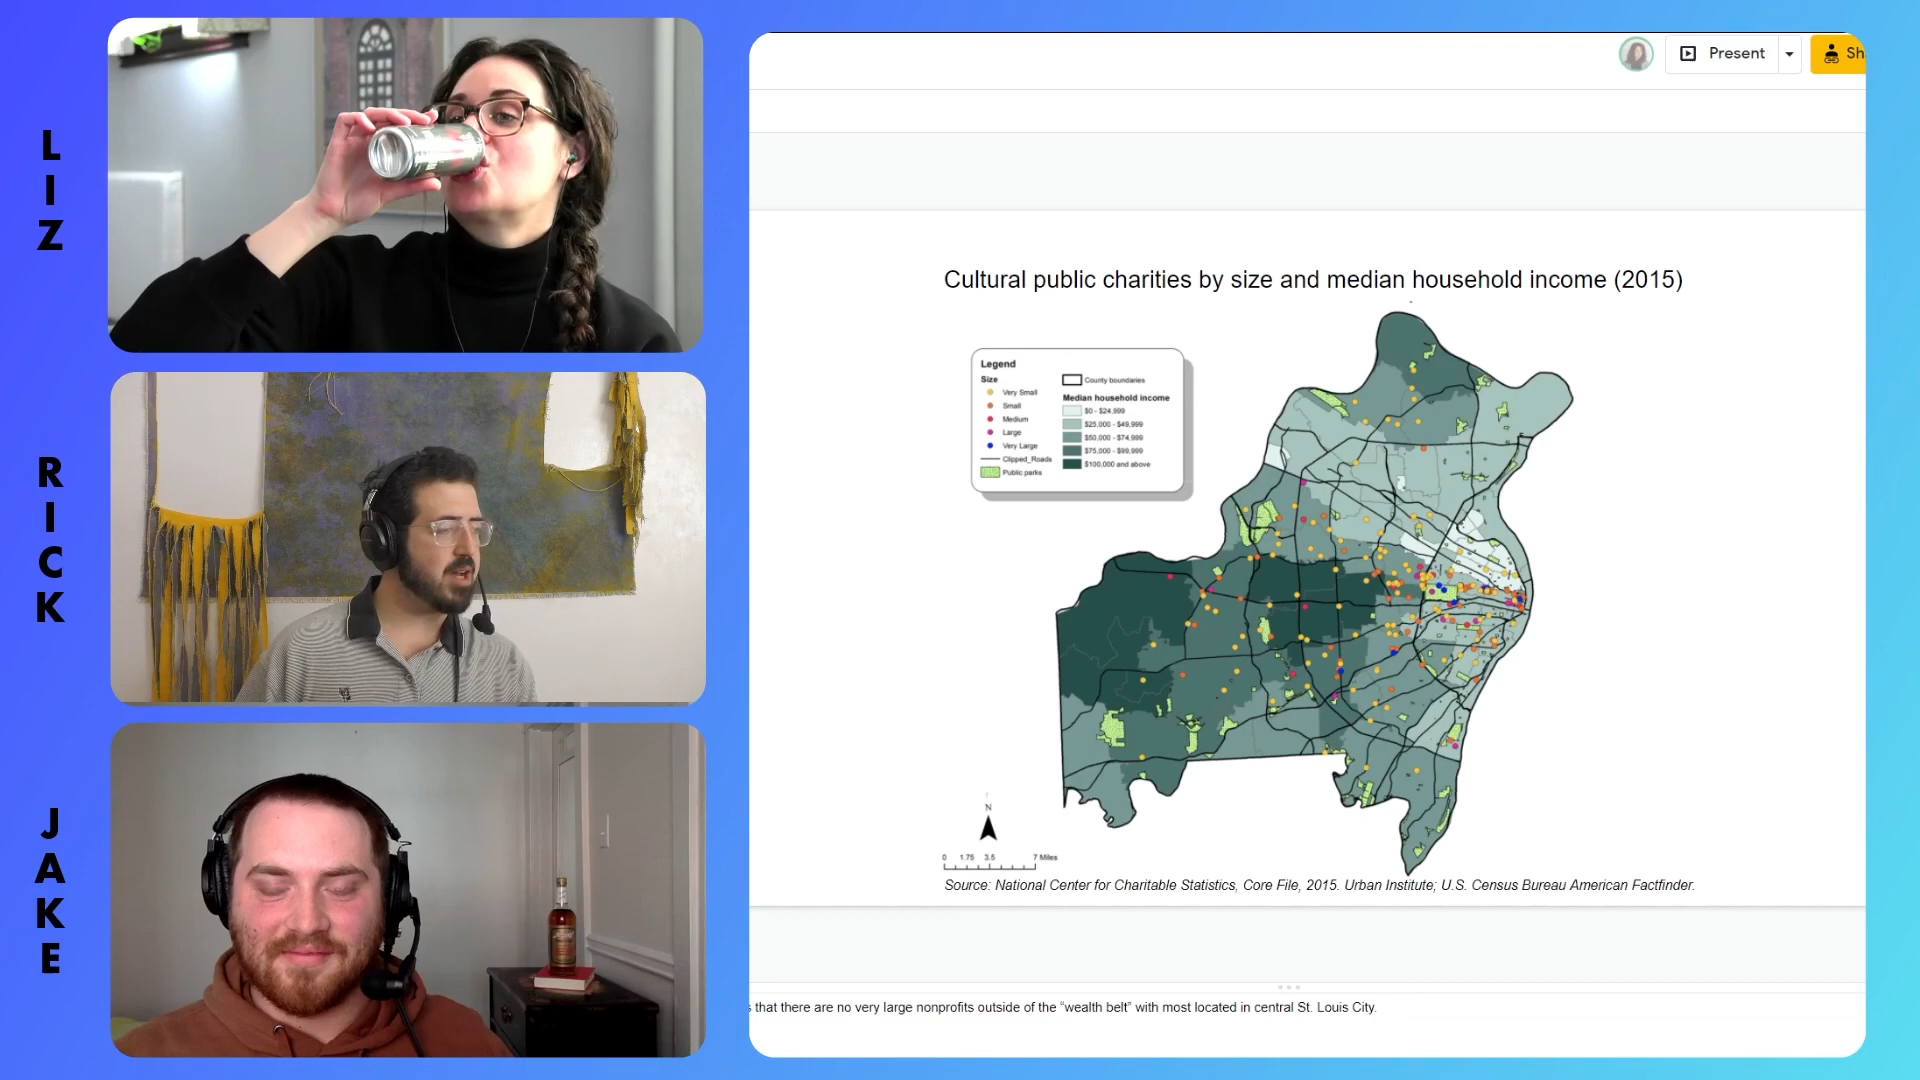 LIZ
RICK
JAKE
Present
Sh
Cultural public charities by size and median household income (2015)
Legend
Size
Very Small
Small
Medium
Large
Very Large
Clipped_Roads
Public parks
County boundaries
Median household income
$0 - $24,999
$25,000 - $49,999
$50,000 - $74,999
$75,000 - $99,999
$100,000 and above
N
0 1.75 3.5 7 Miles
Source: National Center for Charitable Statistics, Core File, 2015. Urban Institute; U.S. Census Bureau American Factfinder.
that there are no very large nonprofits outside of the “wealth belt” with most located in central St. Louis City.